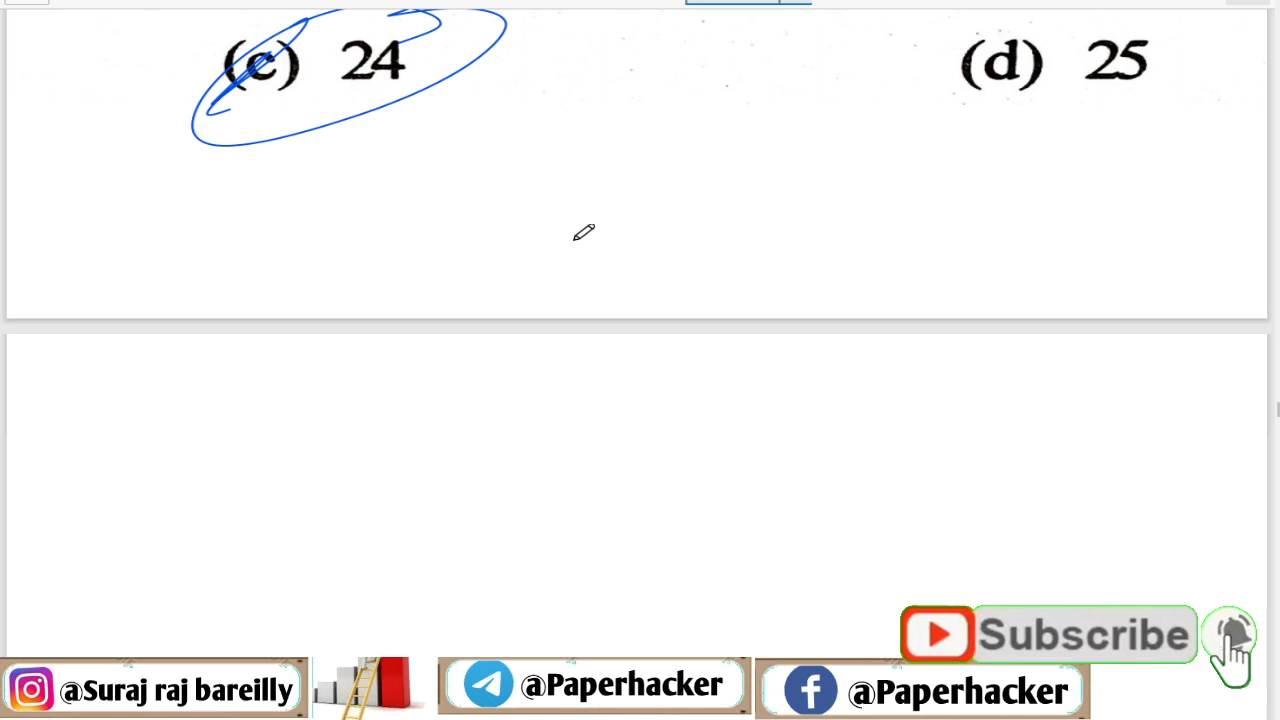 (c) 24
(d) 25
Subscribe
@Suraj raj bareilly
@Paperhacker
@Paperhacker